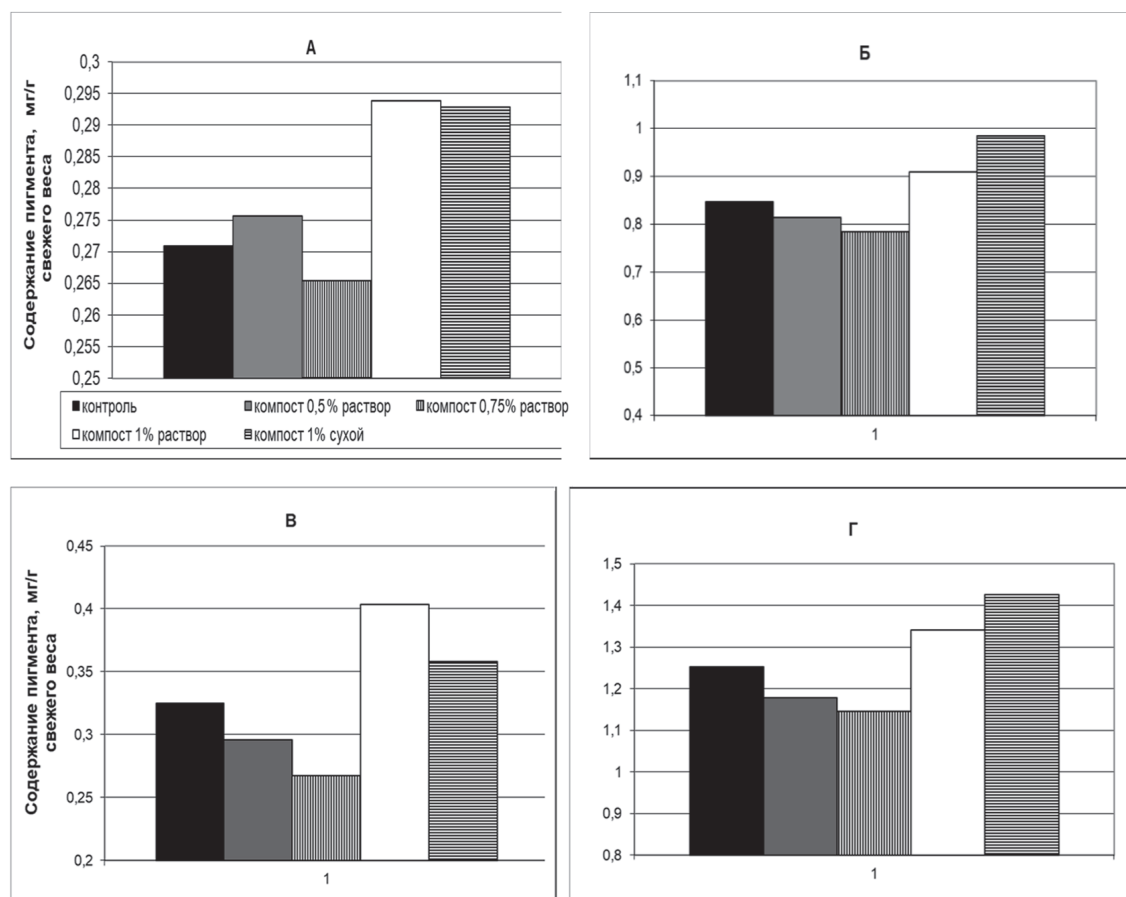 А
Содержание пигмента, мг/г
свежего веса
0,3
0,295
0,29
0,285
0,28
0,275
0,27
0,265
0,26
0,255
0,25
контроль
компост 0,5% раствор
компост 0,75% раствор
компост 1% раствор
компост 1% сухой
Б
1,1
1
0,9
0,8
0,7
0,6
0,5
0,4
1
В
Содержание пигмента, мг/г
свежего веса
0,45
0,4
0,35
0,3
0,25
0,2
1
Г
1,5
1,4
1,3
1,2
1,1
1
0,9
0,8
1